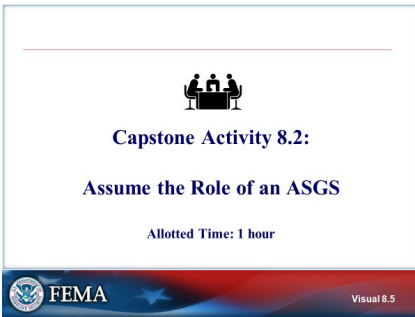 Capstone Activity 8.2:
Assume the Role of an ASGS
Allotted Time: 1 hour
FEMA
Visual 8.5